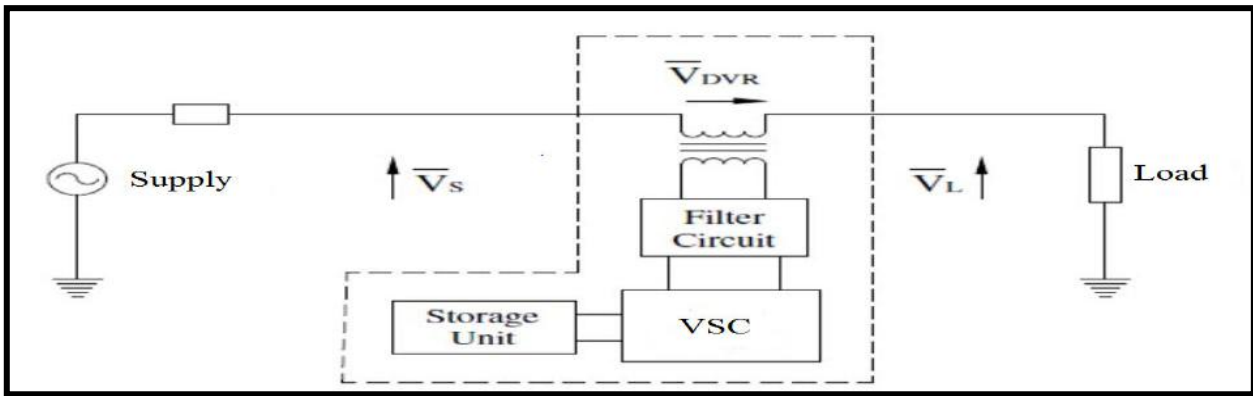 V̅DVR
Supply
V̅S
V̅L
Load
Filter
Circuit
Storage
Unit
VSC